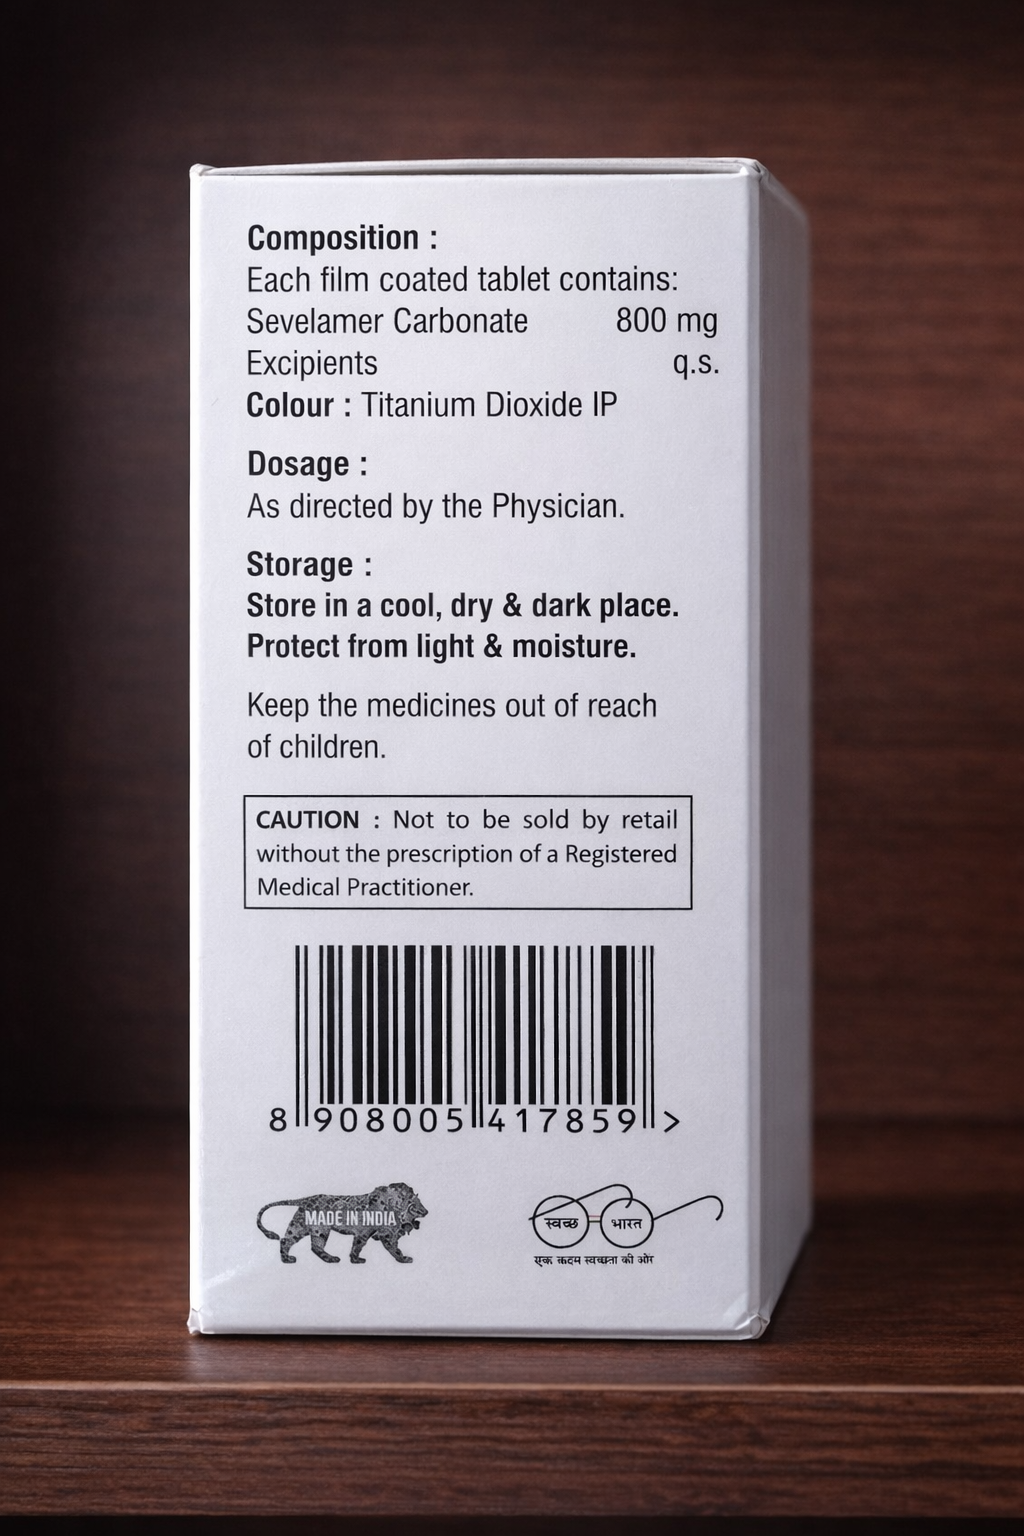 Composition :
Each film coated tablet contains:
Sevelamer Carbonate 800 mg
Excipients q.s.
Colour : Titanium Dioxide IP
Dosage :
As directed by the Physician.
Storage :
Store in a cool, dry & dark place.
Protect from light & moisture.
Keep the medicines out of reach
of children.
CAUTION : Not to be sold by retail
without the prescription of a Registered
Medical Practitioner.
8 908005 417859 >
MADE IN INDIA
स्वच्छ भारत
एक कदम स्वच्छता की ओर